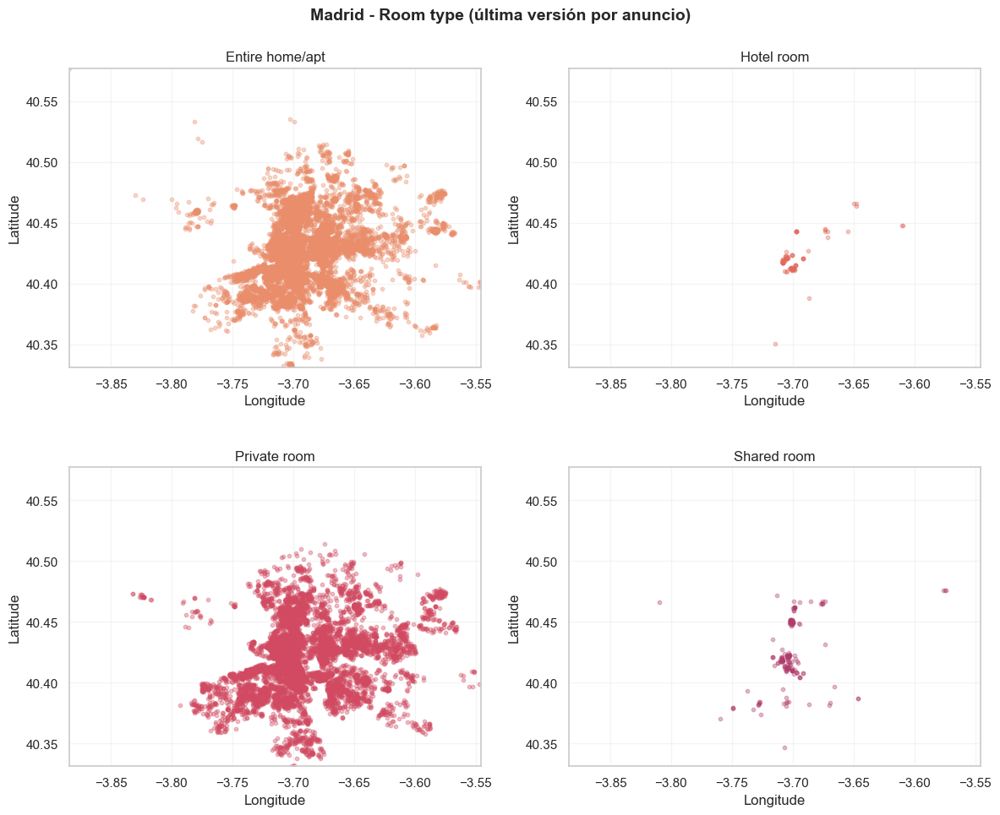 Madrid - Room type (última versión por anuncio)
Entire home/apt
Latitude
40.55
40.50
40.45
40.40
40.35
−3.85 −3.80 −3.75 −3.70 −3.65 −3.60 −3.55
Longitude
Hotel room
Latitude
40.55
40.50
40.45
40.40
40.35
−3.85 −3.80 −3.75 −3.70 −3.65 −3.60 −3.55
Longitude
Private room
Latitude
40.55
40.50
40.45
40.40
40.35
−3.85 −3.80 −3.75 −3.70 −3.65 −3.60 −3.55
Longitude
Shared room
Latitude
40.55
40.50
40.45
40.40
40.35
−3.85 −3.80 −3.75 −3.70 −3.65 −3.60 −3.55
Longitude